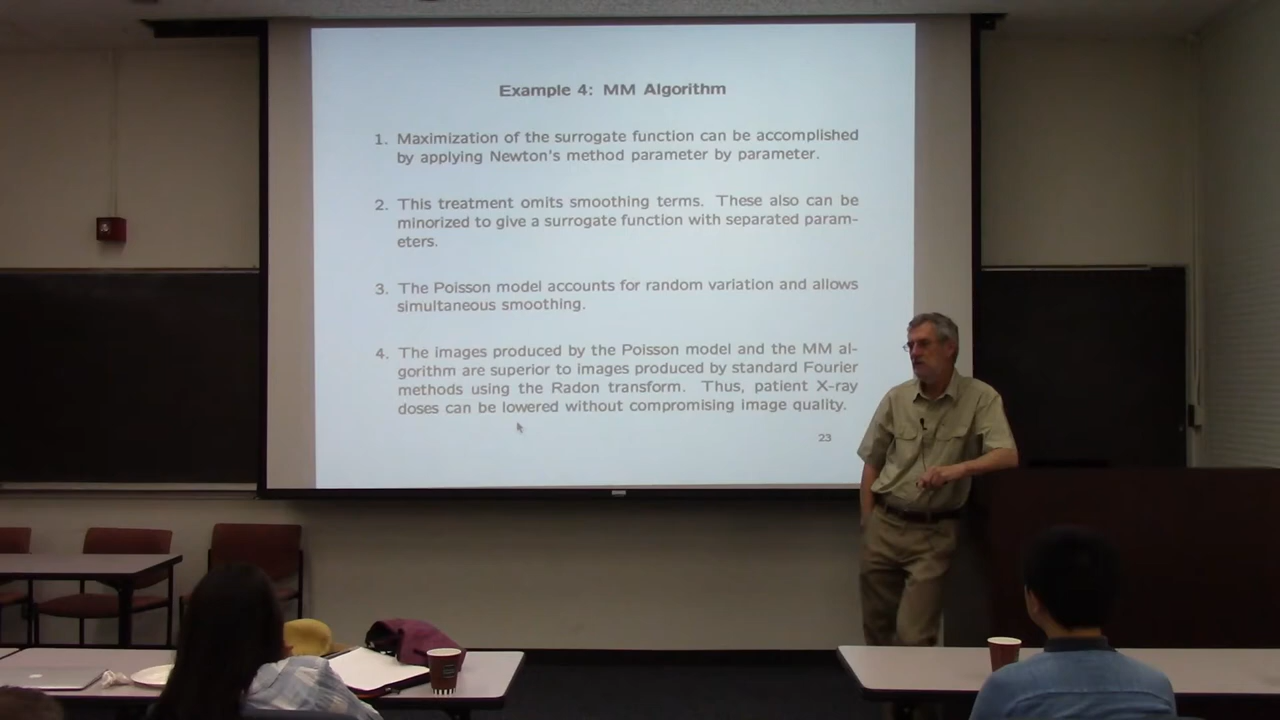 Example 4: MM Algorithm
1. Maximization of the surrogate function can be accomplished
by applying Newton's method parameter by parameter.
2. This treatment omits smoothing terms. These also can be
minorized to give a surrogate function with separated param-
eters.
3. The Poisson model accounts for random variation and allows
simultaneous smoothing.
4. The images produced by the Poisson model and the MM al-
gorithm are superior to images produced by standard Fourier
methods using the Radon transform. Thus, patient X-ray
doses can be lowered without compromising image quality.
23